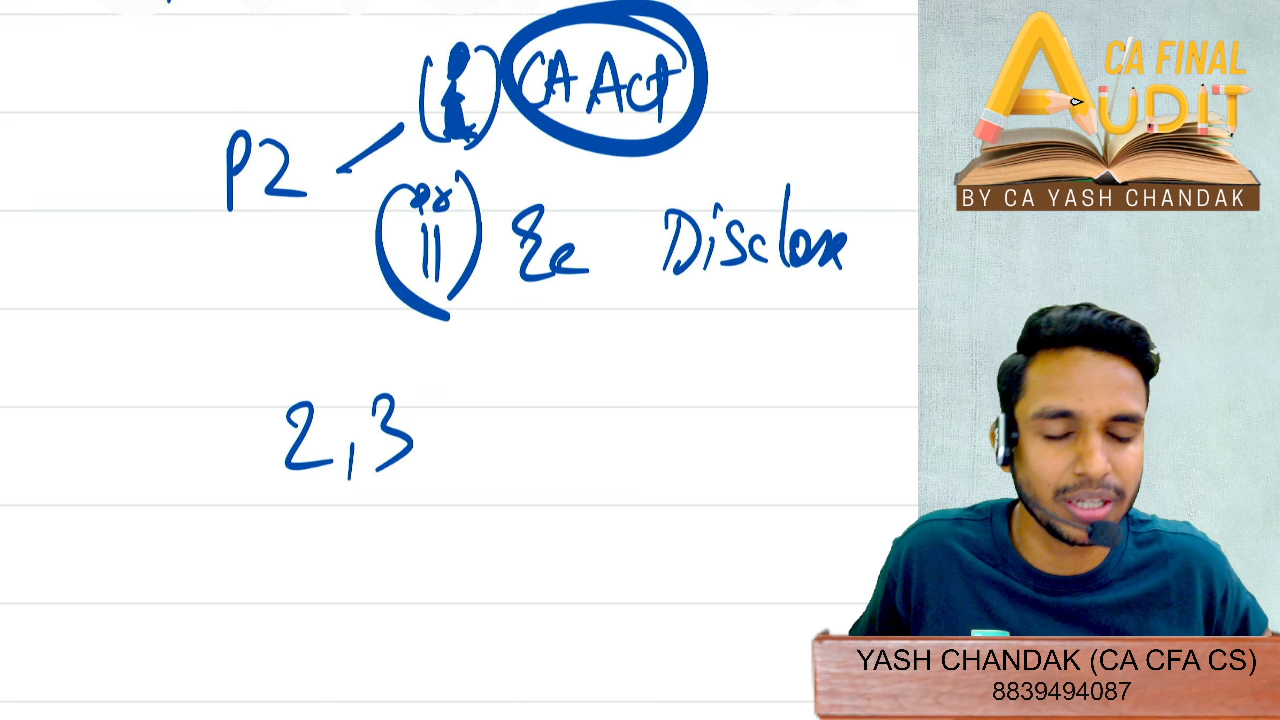 (i) CA Act
P2
(ii) Disclose
2,3
CA FINAL
AUDIT
BY CA YASH CHANDAK
YASH CHANDAK (CA CFA CS)
8839494087